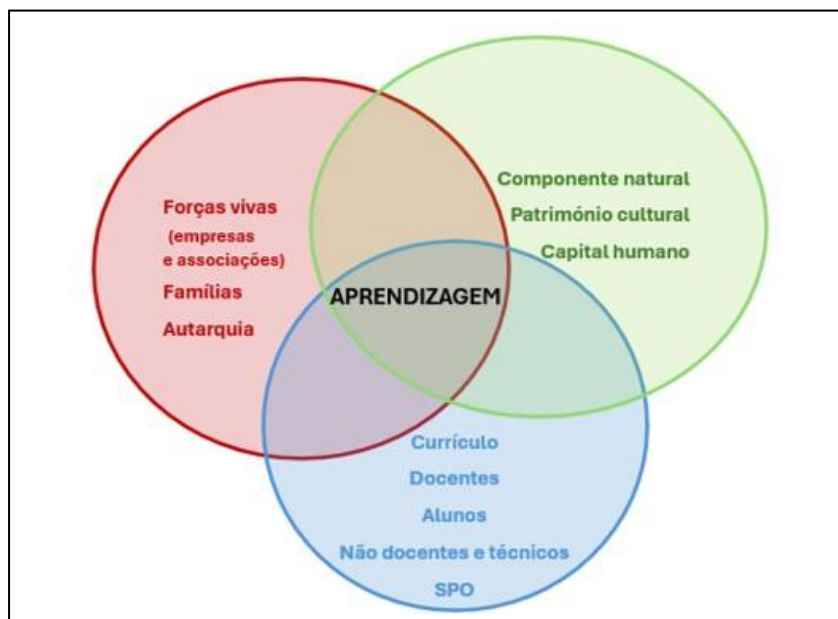 Forças vivas
(empresas
e associações)
Famílias
Autarquia
Componente natural
Património cultural
Capital humano
APRENDIZAGEM
Currículo
Docentes
Alunos
Não docentes e técnicos
SPO